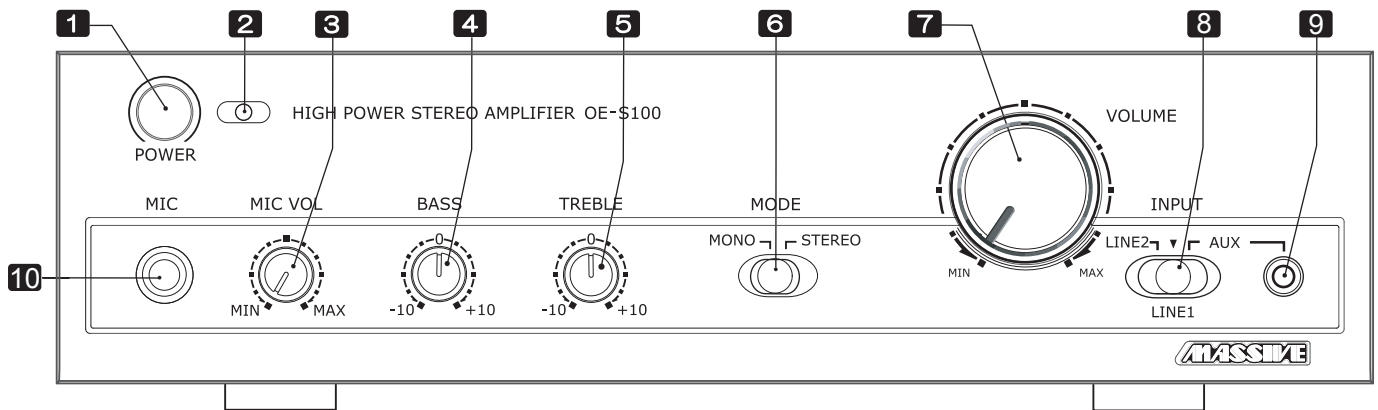 1 2 3 4 5 6 7 8 9
HIGH POWER STEREO AMPLIFIER OE-S100
VOLUME
POWER
MIC MIC VOL BASS TREBLE MODE INPUT
0 0 MONO STEREO LINE2 ▼ AUX
10
MIN MAX
MIN MAX -10 +10 -10 +10 LINE1
MASSIVE